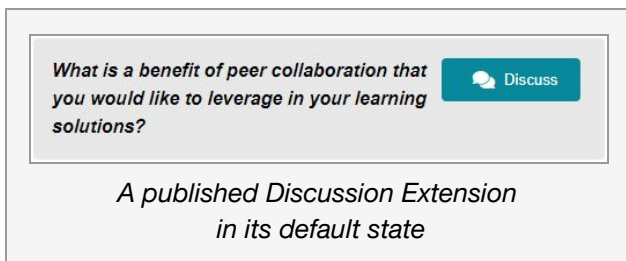 What is a benefit of peer collaboration that
you would like to leverage in your learning
solutions?
Discuss
A published Discussion Extension
in its default state